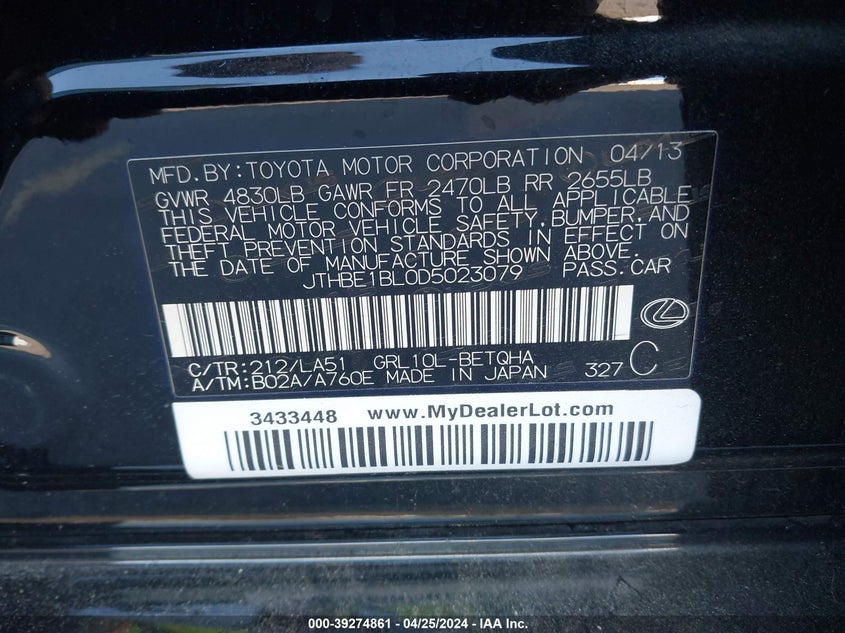 MFD.BY:TOYOTA MOTOR CORPORATION 04/13
GVWR 4830LB GAWR FR 2470LB RR 2655LB
THIS VEHICLE CONFORMS TO ALL APPLICABLE
FEDERAL MOTOR VEHICLE SAFETY,BUMPER,AND
THEFT PREVENTION STANDARDS IN EFFECT ON
THE DATE OF MANUFACTURE SHOWN ABOVE.
JTHBE1BL0D5023079 PASS.CAR
C/TR:212/LA51 GRL10L-BETQHA
A/TM:B02A/A760E MADE IN JAPAN 327 C
3433448 www.MyDealerLot.com
000-39274861 - 04/25/2024 - IAAI.com